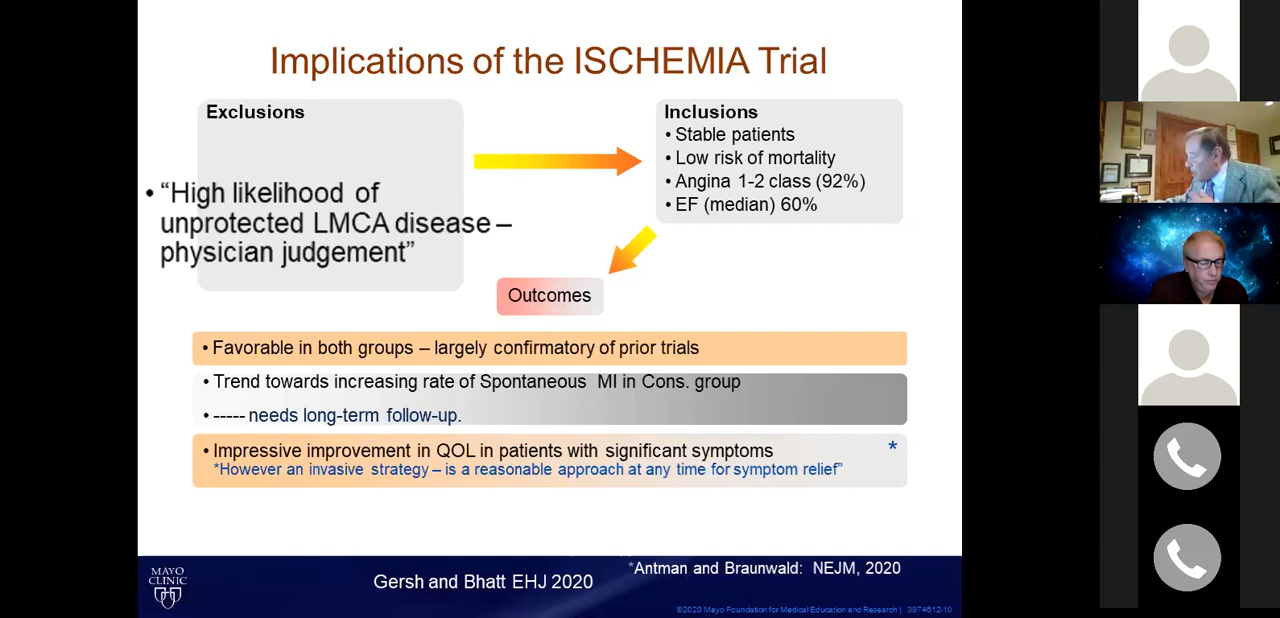 Implications of the ISCHEMIA Trial
Exclusions
• “High likelihood of
unprotected LMCA disease –
physician judgement”
Inclusions
• Stable patients
• Low risk of mortality
• Angina 1-2 class (92%)
• EF (median) 60%
Outcomes
• Favorable in both groups – largely confirmatory of prior trials
• Trend towards increasing rate of Spontaneous MI in Cons. group
• ----- needs long-term follow-up.
• Impressive improvement in QOL in patients with significant symptoms *
*However an invasive strategy – is a reasonable approach at any time for symptom relief”
MAYO
CLINIC
Gersh and Bhatt EHJ 2020
*Antman and Braunwald: NEJM, 2020
©2020 Mayo Foundation for Medical Education and Research | 3974612-10